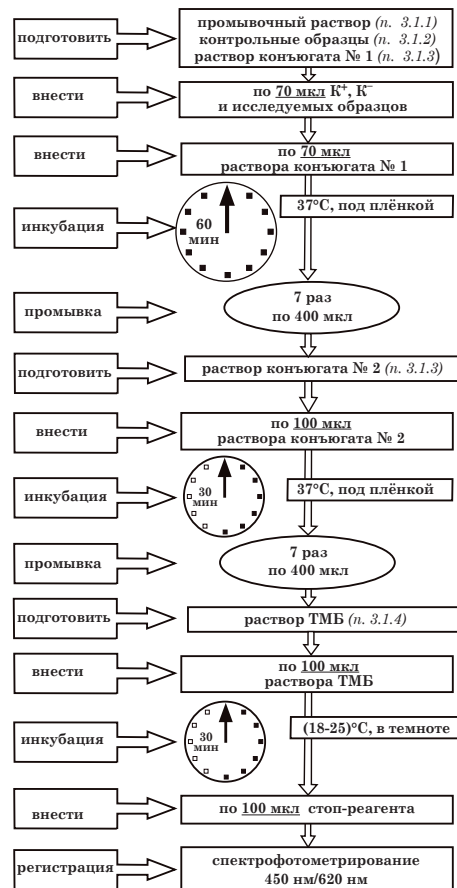 подготовить
промывочный раствор (п. 3.1.1)
контрольные образцы (п. 3.1.2)
раствор конъюгата № 1 (п. 3.1.3)
внести
по 70 мкл К⁺, К⁻
и исследуемых образцов
внести
по 70 мкл
раствора конъюгата № 1
инкубация
60
мин
37°С, под плёнкой
промывка
7 раз
по 400 мкл
подготовить
раствор конъюгата № 2 (п. 3.1.3)
внести
по 100 мкл
раствора конъюгата № 2
инкубация
30
мин
37°С, под плёнкой
промывка
7 раз
по 400 мкл
подготовить
раствор ТМБ (п. 3.1.4)
внести
по 100 мкл
раствора ТМБ
инкубация
30
мин
(18-25)°С, в темноте
внести
по 100 мкл стоп-реагента
регистрация
спектрофотометрирование
450 нм/620 нм